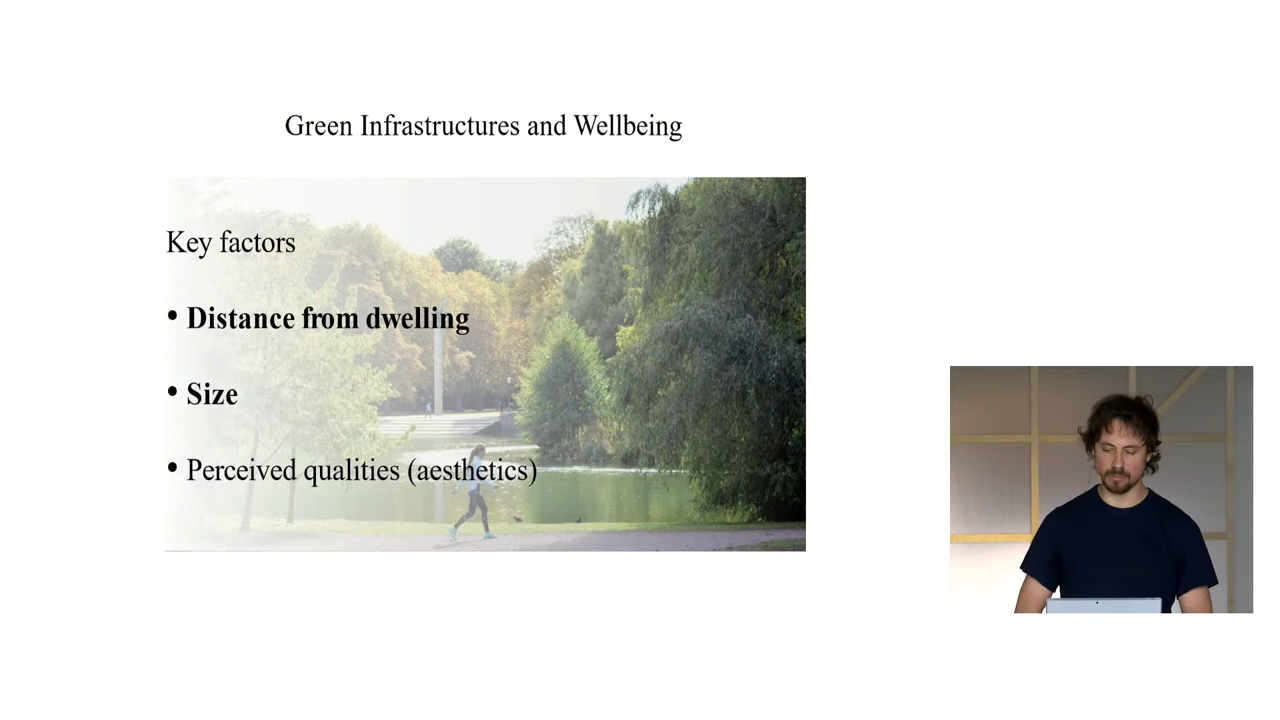 Green Infrastructures and Wellbeing
Key factors
• Distance from dwelling
• Size
• Perceived qualities (aesthetics)